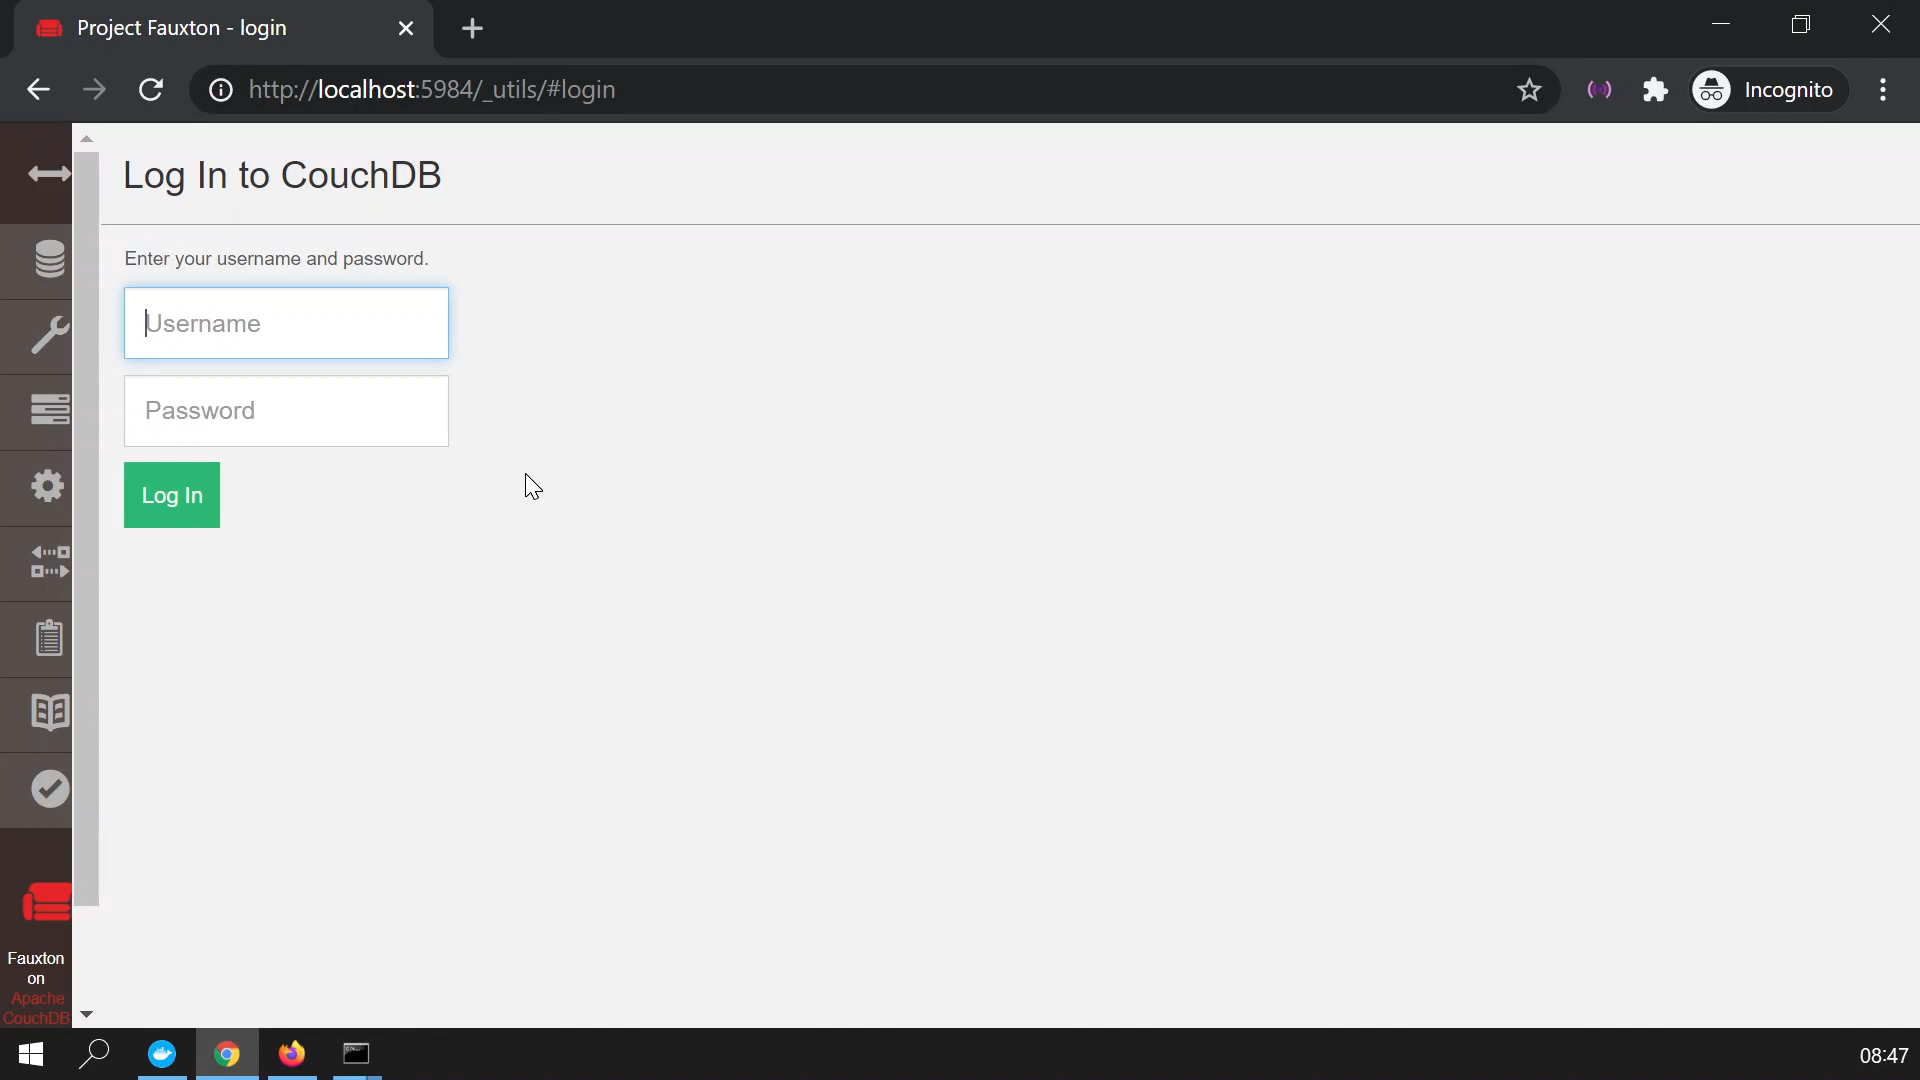 Project Fauxton - login
http://localhost:5984/_utils/#login
Incognito
Log In to CouchDB
Enter your username and password.
Username
Password
Log In
Fauxton
on
Apache
CouchDB
08:47